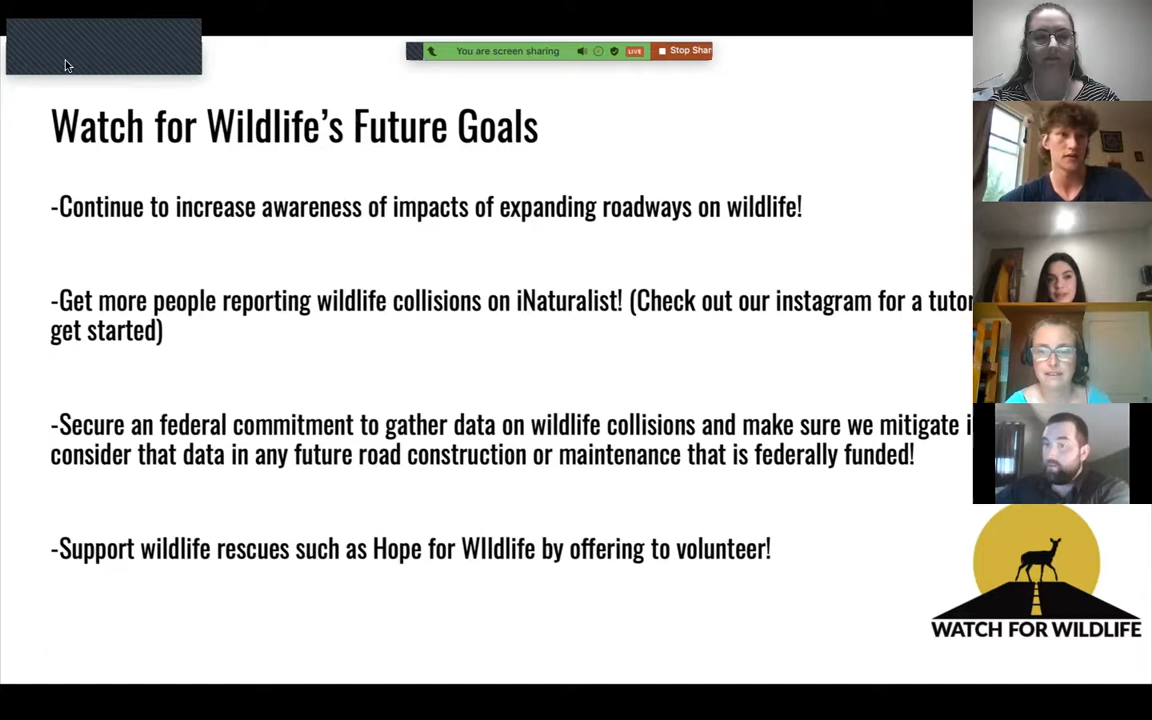 You are screen sharing
LIVE
Stop Shar
Watch for Wildlife's Future Goals
-Continue to increase awareness of impacts of expanding roadways on wildlife!
-Get more people reporting wildlife collisions on iNaturalist! (Check out our instagram for a tutor
get started)
-Secure an federal commitment to gather data on wildlife collisions and make sure we mitigate i
consider that data in any future road construction or maintenance that is federally funded!
-Support wildlife rescues such as Hope for WIldlife by offering to volunteer!
WATCH FOR WILDLIFE